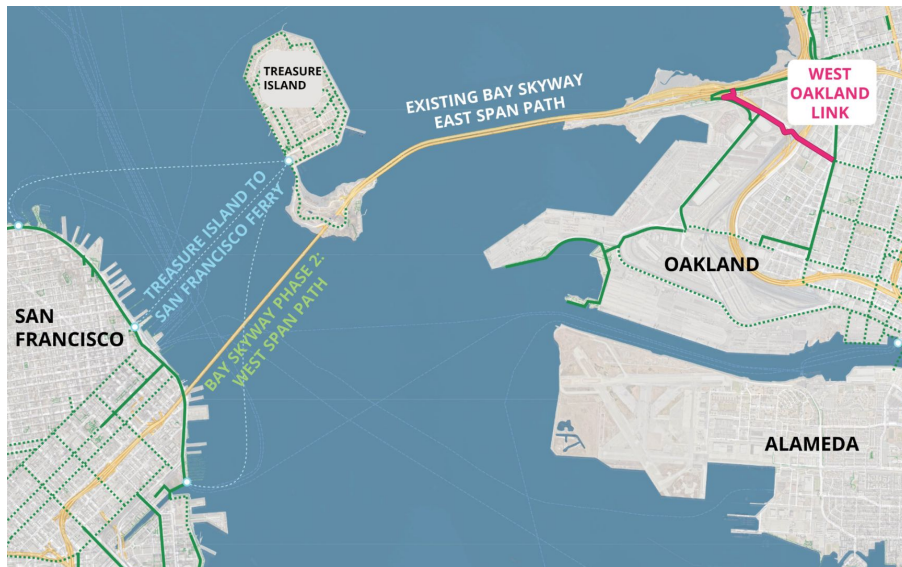 TREASURE
ISLAND
EXISTING BAY SKYWAY
EAST SPAN PATH
WEST
OAKLAND
LINK
TREASURE ISLAND TO
SAN FRANCISCO FERRY
BAY SKYWAY PHASE 2:
WEST SPAN PATH
OAKLAND
SAN
FRANCISCO
ALAMEDA